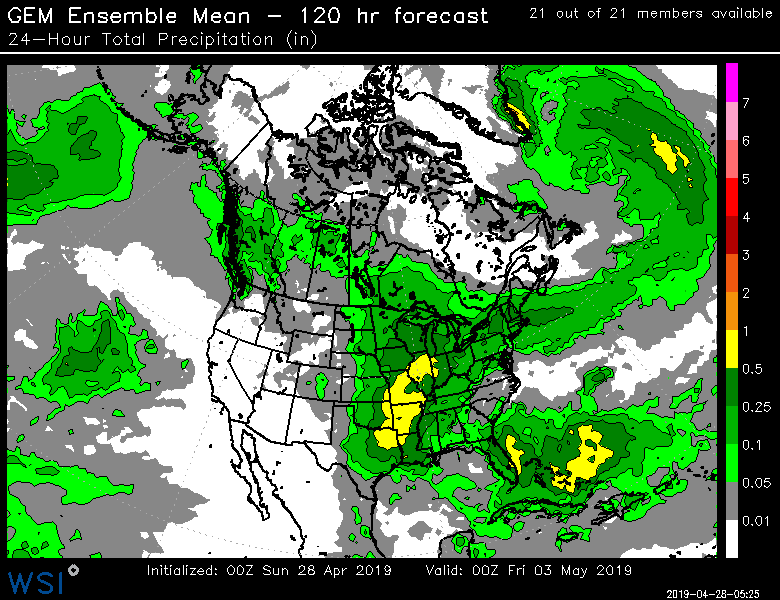 GEM Ensemble Mean – 120 hr forecast
21 out of 21 members available
24–Hour Total Precipitation (in)
7
6
5
4
3
2
1
0.5
0.25
0.1
0.05
0.01
Initialized: 00Z Sun 28 Apr 2019 Valid: 00Z Fri 03 May 2019
WSI
2019-04-28-05:25